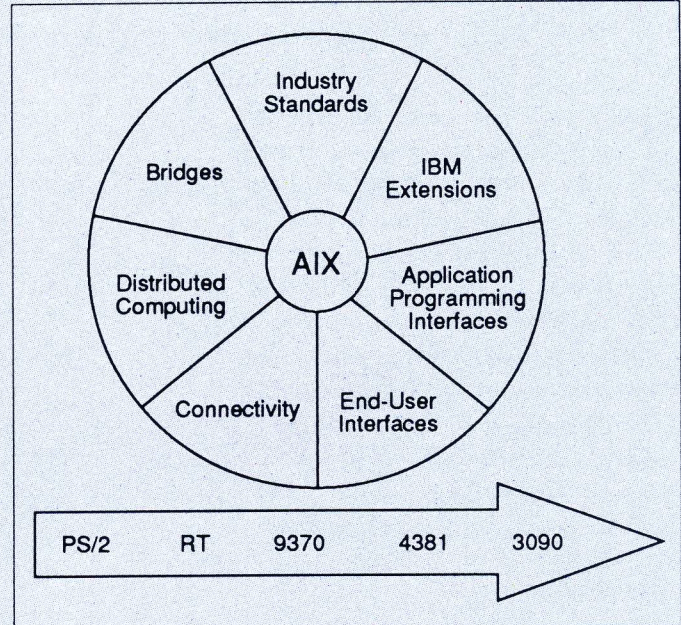 Industry
Standards
IBM
Extensions
Application
Programming
Interfaces
End-User
Interfaces
Connectivity
Distributed
Computing
Bridges
AIX
PS/2 RT 9370 4381 3090